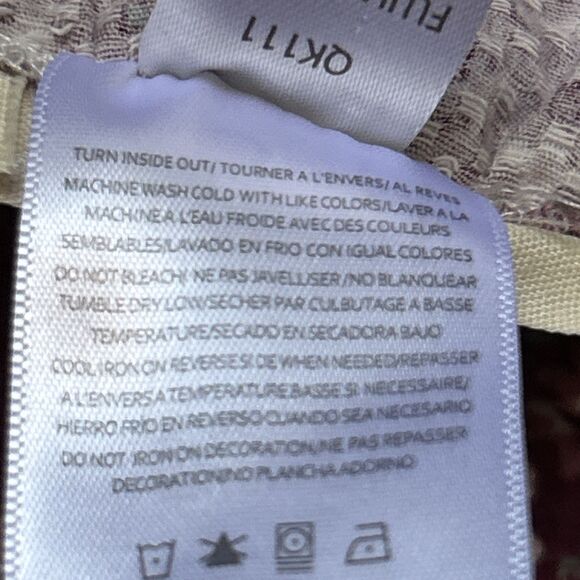 FUJI
QK111
TURN INSIDE OUT/ TOURNER A L'ENVERS/ AL REVES
MACHINE WASH COLD WITH LIKE COLORS/LAVER A LA
MACHINE A L'EAU FROIDE AVEC DES COULEURS
SEMBLABLES/LAVADO EN FRIO CON IGUAL COLORES
DO NOT BLEACH/ NE PAS JAVELLISER /NO BLANQUEAR
TUMBLE DRY LOW/SECHER PAR CULBUTAGE A BASSE
TEMPERATURE/SECADO EN SECADORA BAJO
COOL IRON ON REVERSE SIDE WHEN NEEDED/REPASSER
A L'ENVERS A TEMPERATURE BASSE SI NECESSAIRE/
HIERRO FRIO EN REVERSO CUANDO SEA NECESARIO
DO NOT IRON ON DECORATION/NE PAS REPASSER
DECORATION/NO PLANCHA ADORNO